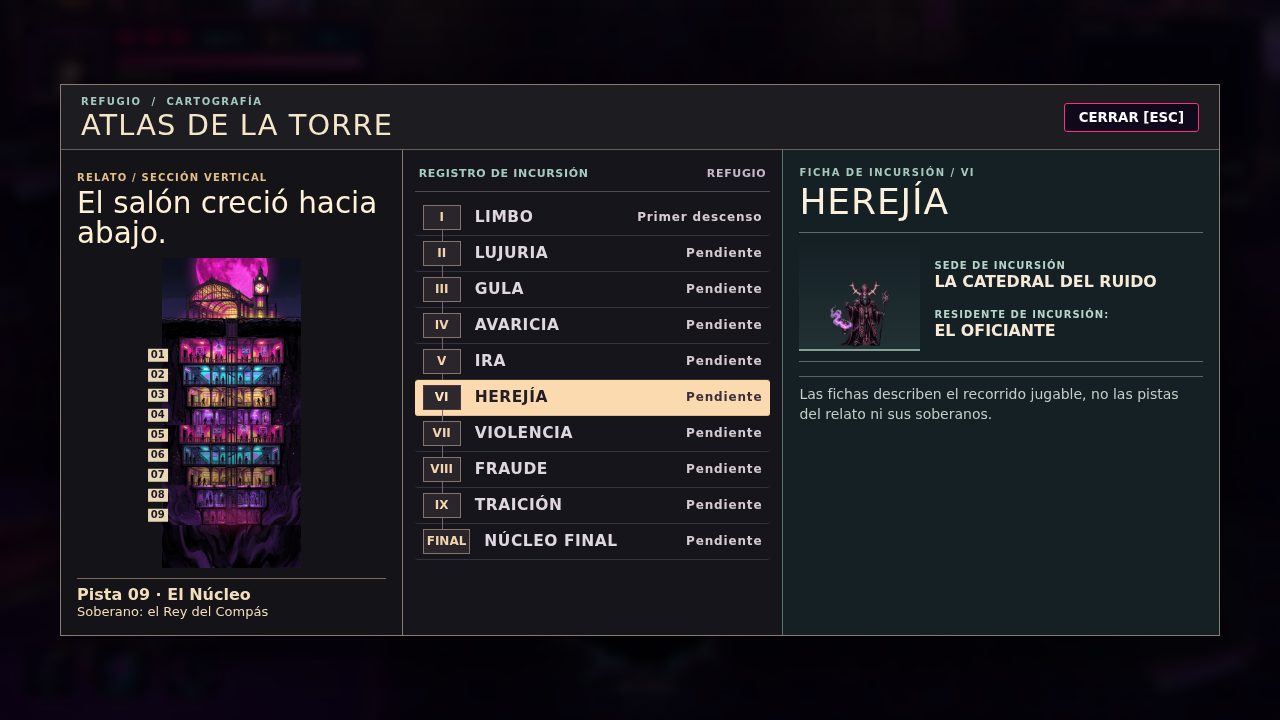 REFUGIO / CARTOGRAFÍA
ATLAS DE LA TORRE
CERRAR [ESC]
RELATO / SECCIÓN VERTICAL
El salón creció hacia
abajo.
01
02
03
04
05
06
07
08
09
Pista 09 · El Núcleo
Soberano: el Rey del Compás
REGISTRO DE INCURSIÓN REFUGIO
I LIMBO Primer descenso
II LUJURIA Pendiente
III GULA Pendiente
IV AVARICIA Pendiente
V IRA Pendiente
VI HEREJÍA Pendiente
VII VIOLENCIA Pendiente
VIII FRAUDE Pendiente
IX TRAICIÓN Pendiente
FINAL NÚCLEO FINAL Pendiente
FICHA DE INCURSIÓN / VI
HEREJÍA
SEDE DE INCURSIÓN
LA CATEDRAL DEL RUIDO
RESIDENTE DE INCURSIÓN:
EL OFICIANTE
Las fichas describen el recorrido jugable, no las pistas
del relato ni sus soberanos.